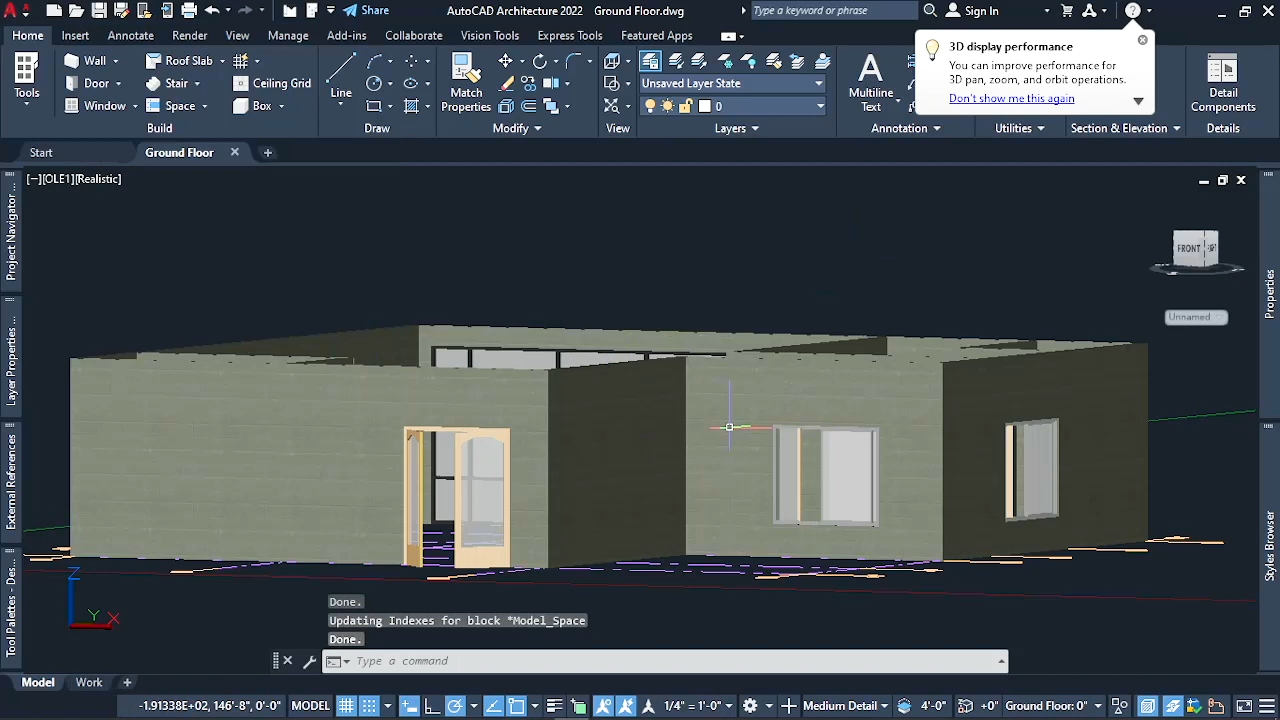 Share
AutoCAD Architecture 2022 Ground Floor.dwg
Type a keyword or phrase
Sign In
Home Insert Annotate Render View Manage Add-ins Collaborate Vision Tools Express Tools Featured Apps
Tools
Wall
Door
Window
Roof Slab
Space
Ceiling Grid
Box
Build
Line
Draw
Match
Properties
Modify
View
Unsaved Layer State
0
Layers
Multiline
Text
Annotation
Utilities
Section & Elevation
Detail
Components
Details
3D display performance
You can improve performance for
3D pan, zoom, and orbit operations.
Don't show me this again
Start
Ground Floor
[−][OLE1][Realistic]
Project Navigator ...
Layer Properties ...
External References
Tool Palettes - Des...
FRONT
Unnamed
Properties
Styles Browser
Z
Y
X
Done.
Updating Indexes for block *Model_Space
Done.
Type a command
Model
Work
-1.91338E+02, 146'-8", 0'-0"
MODEL
1/4" = 1'-0"
Medium Detail
4'-0"
+0"
Ground Floor: 0"